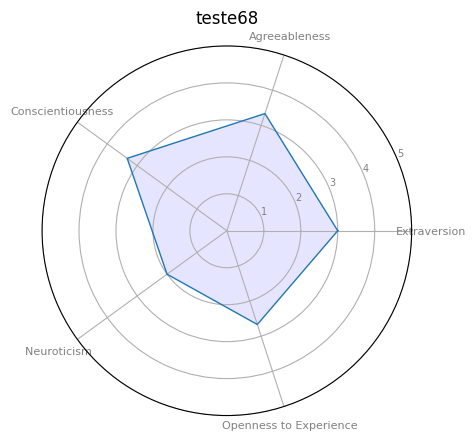 teste68
Agreeableness
Conscientiousness
5
4
3
2
1
Extraversion
Neuroticism
Openness to Experience